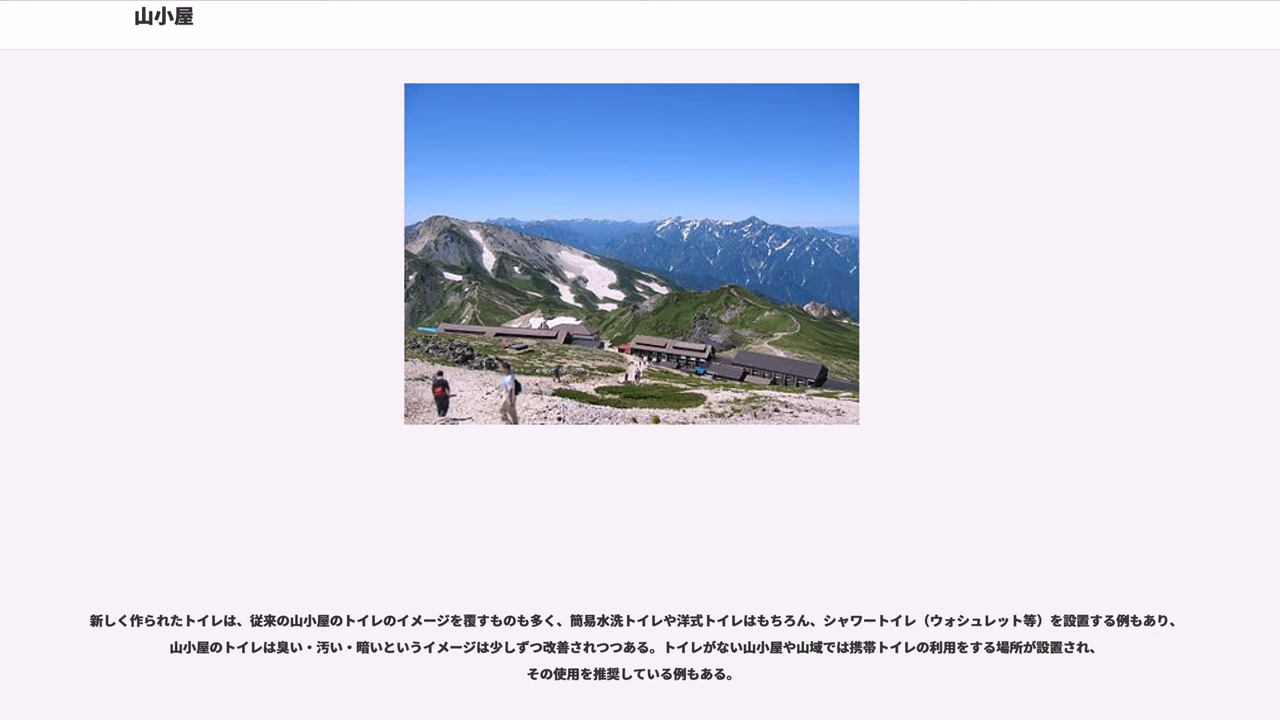 山小屋
新しく作られたトイレは、従来の山小屋のトイレのイメージを覆すものも多く、簡易水洗トイレや洋式トイレはもちろん、シャワートイレ（ウォシュレット等）を設置する例もあり、
山小屋のトイレは臭い・汚い・暗いというイメージは少しずつ改善されつつある。トイレがない山小屋や山域では携帯トイレの利用をする場所が設置され、
その使用を推奨している例もある。